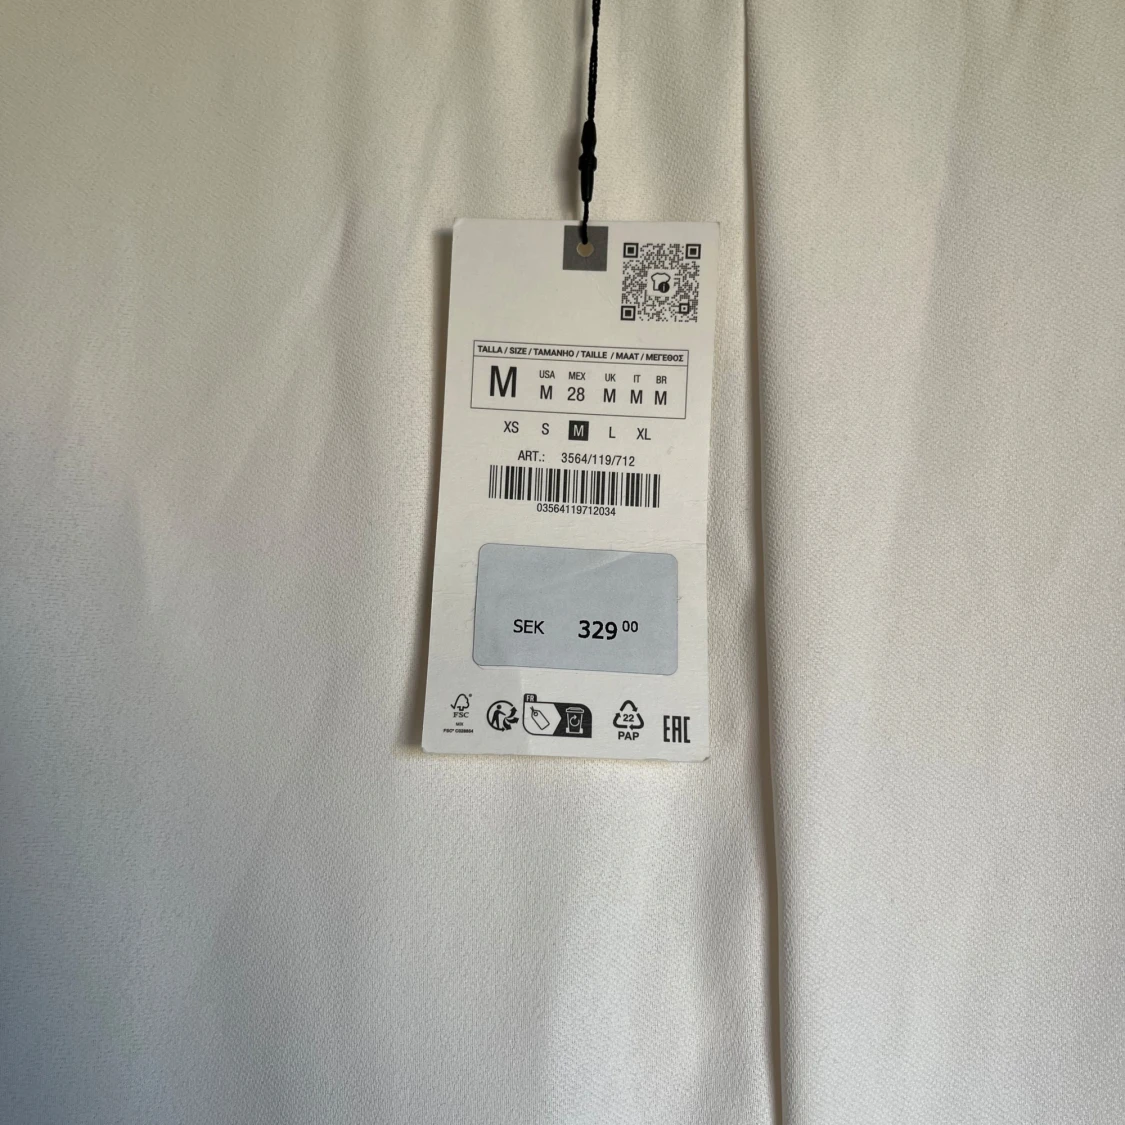 TALLA / SIZE / TAMANHO / TAILLE / MAAT / ΜΕΓΕΘΟΣ
M USA MEX UK IT BR
M 28 M M M
XS S M L XL
ART.: 3564/119/712
03564119712034
SEK 329 00
FR
FSC
MIX
22
PAP
EAC